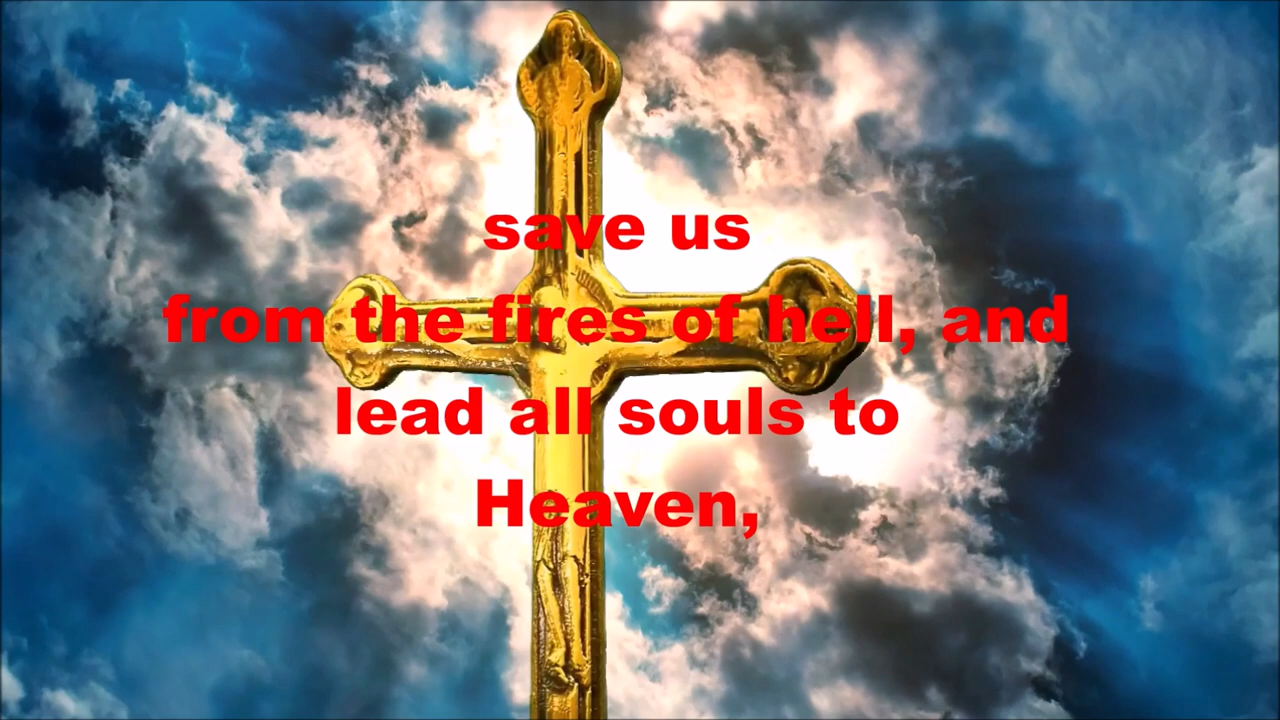 save us
from the fires of hell, and
lead all souls to
Heaven,